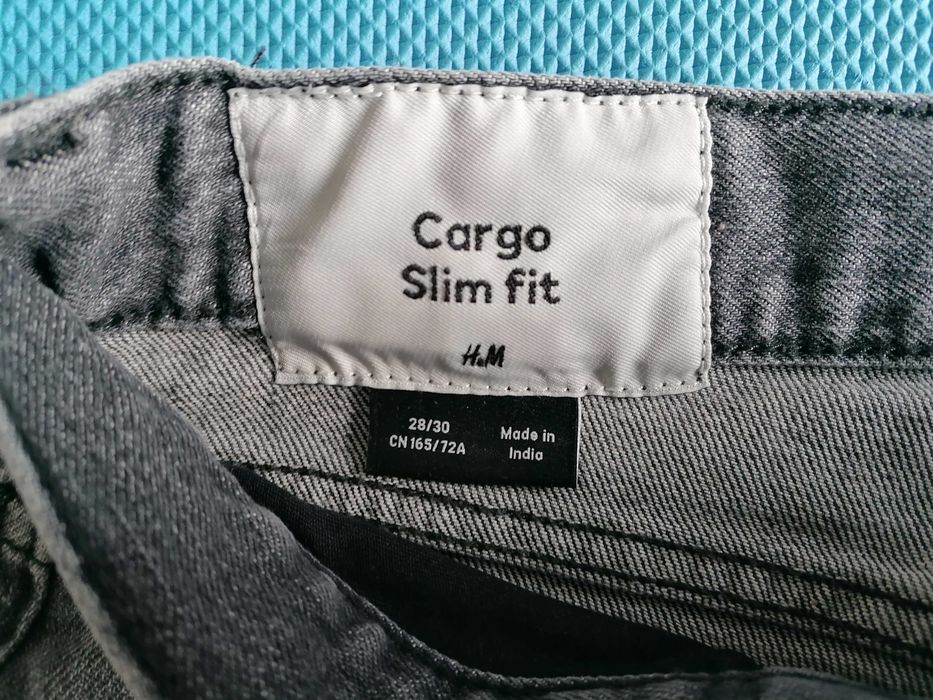 Cargo
Slim fit
H&M
28/30
CN 165/72A
Made in
India